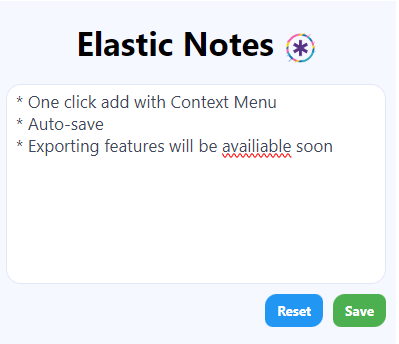 Elastic Notes
* One click add with Context Menu
* Auto-save
* Exporting features will be availiable soon
Reset Save